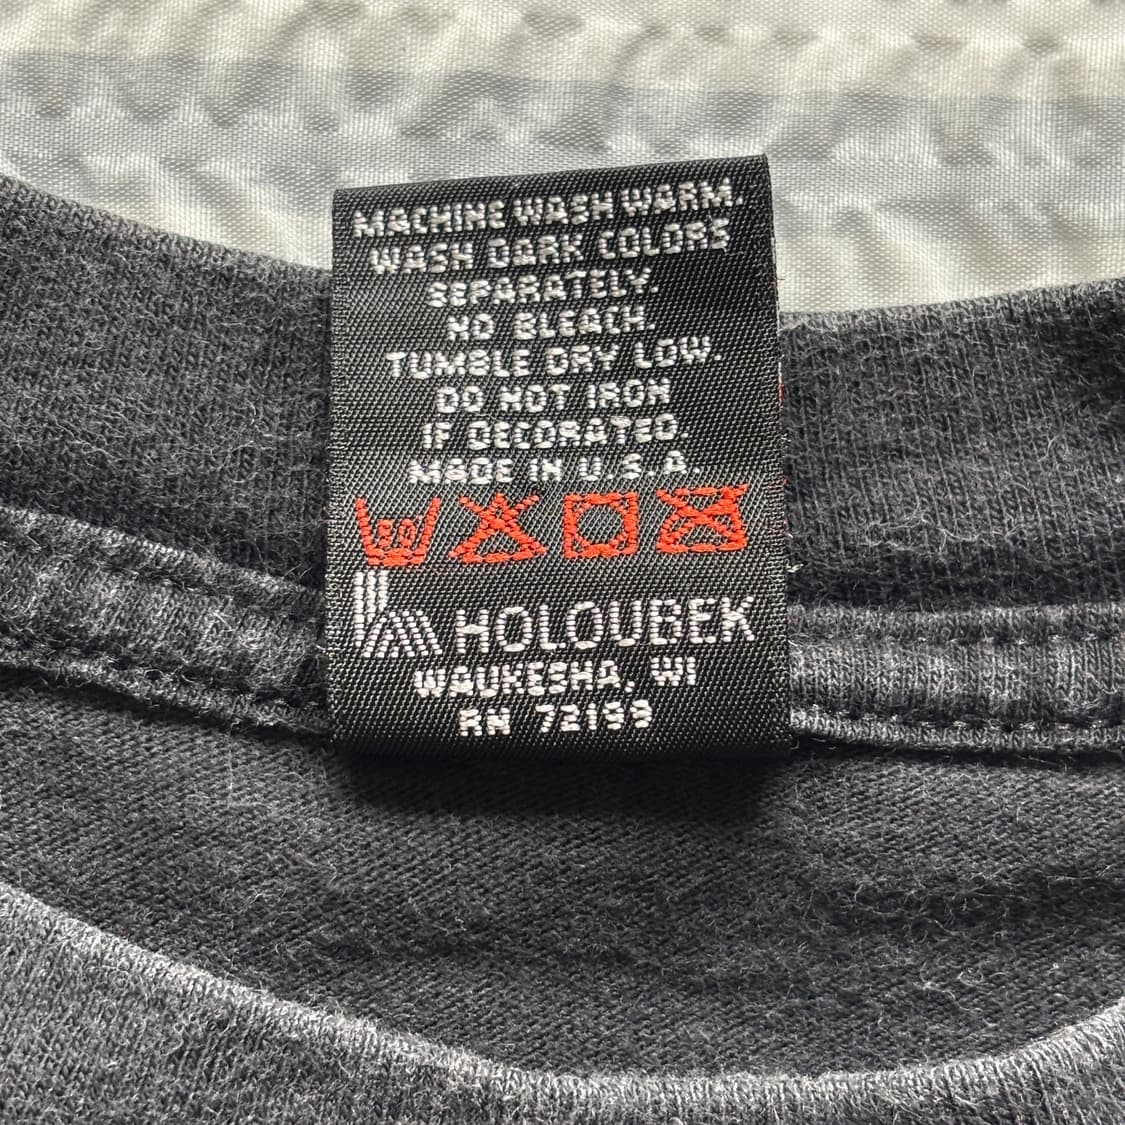 MACHINE WASH WARM.
WASH DARK COLORS
SEPARATELY.
NO BLEACH.
TUMBLE DRY LOW.
DO NOT IRON
IF DECORATED.
MADE IN U.S.A.
HOLOUBEK
WAUKESHA, WI
RN 72199